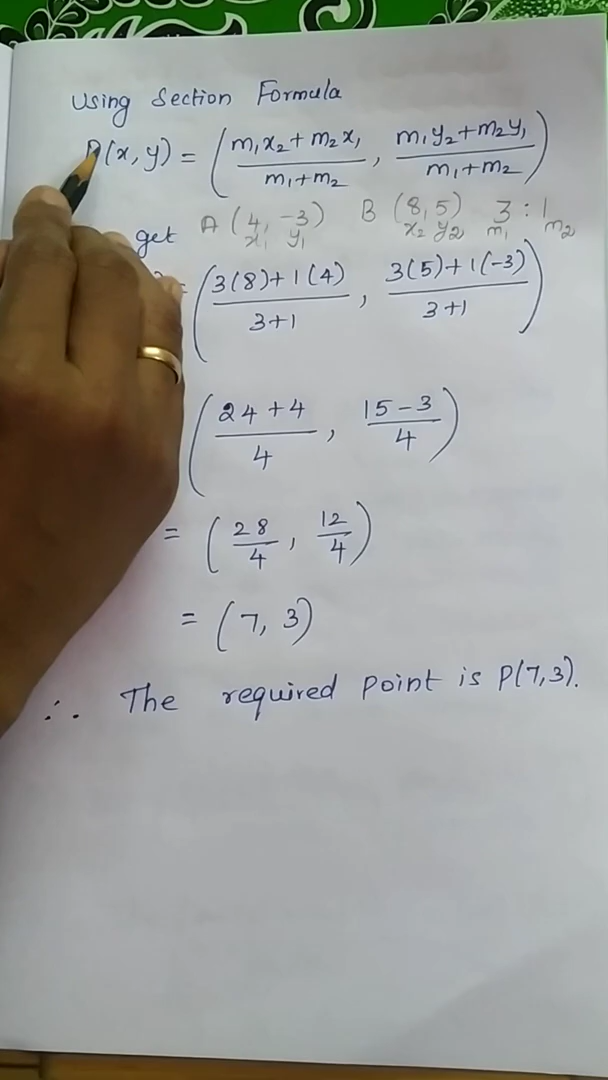 Using Section Formula
P(x, y) = ( m₁x₂ + m₂x₁ / m₁+m₂ , m₁y₂+m₂y₁ / m₁+m₂ )
get A (4, -3) B (8, 5) 3 : 1
x₁ y₁ x₂ y₂ m₁ m₂
= ( 3(8)+1(4) / 3+1 , 3(5)+1(-3) / 3+1 )
( 24+4 / 4 , 15-3 / 4 )
= ( 28/4 , 12/4 )
= (7, 3)
∴ The required point is P(7,3).